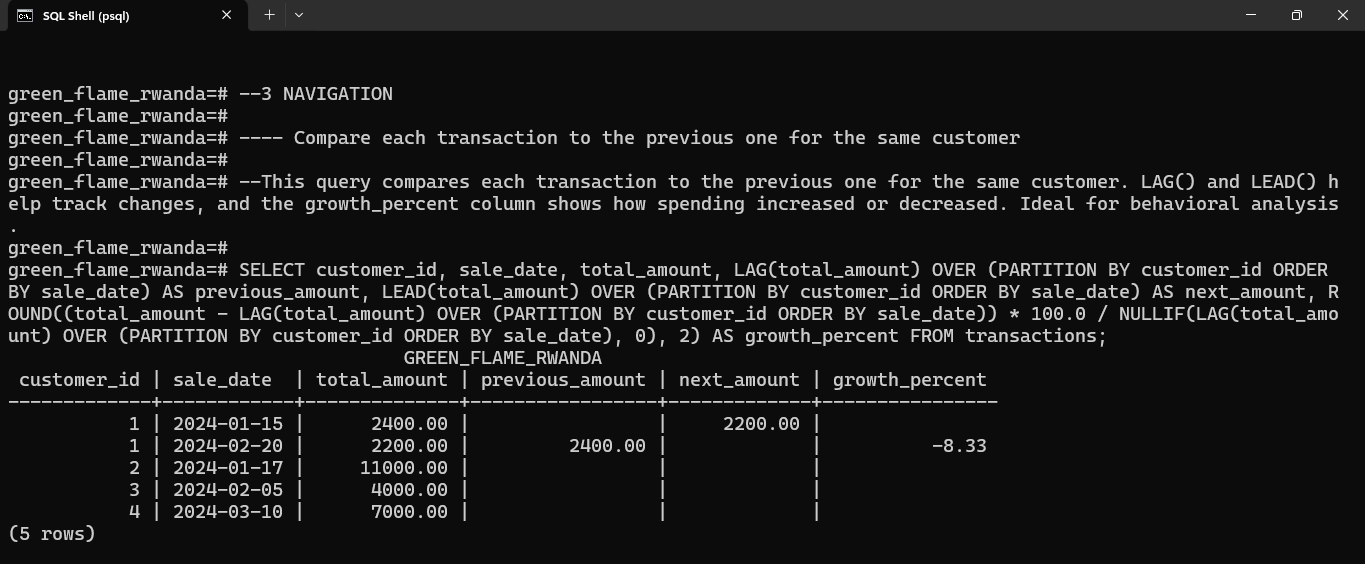 SQL Shell (psql)
green_flame_rwanda=# --3 NAVIGATION
green_flame_rwanda=#
green_flame_rwanda=# ---- Compare each transaction to the previous one for the same customer
green_flame_rwanda=#
green_flame_rwanda=# --This query compares each transaction to the previous one for the same customer. LAG() and LEAD() h
elp track changes, and the growth_percent column shows how spending increased or decreased. Ideal for behavioral analysis
.
green_flame_rwanda=#
green_flame_rwanda=# SELECT customer_id, sale_date, total_amount, LAG(total_amount) OVER (PARTITION BY customer_id ORDER
BY sale_date) AS previous_amount, LEAD(total_amount) OVER (PARTITION BY customer_id ORDER BY sale_date) AS next_amount, R
OUND((total_amount - LAG(total_amount) OVER (PARTITION BY customer_id ORDER BY sale_date)) * 100.0 / NULLIF(LAG(total_amo
unt) OVER (PARTITION BY customer_id ORDER BY sale_date), 0), 2) AS growth_percent FROM transactions;
                                    GREEN_FLAME_RWANDA
 customer_id | sale_date  | total_amount | previous_amount | next_amount | growth_percent
-------------+------------+--------------+-----------------+-------------+----------------
           1 | 2024-01-15 |      2400.00 |                 |     2200.00 |
           1 | 2024-02-20 |      2200.00 |         2400.00 |             |          -8.33
           2 | 2024-01-17 |     11000.00 |                 |             |
           3 | 2024-02-05 |      4000.00 |                 |             |
           4 | 2024-03-10 |      7000.00 |                 |             |
(5 rows)